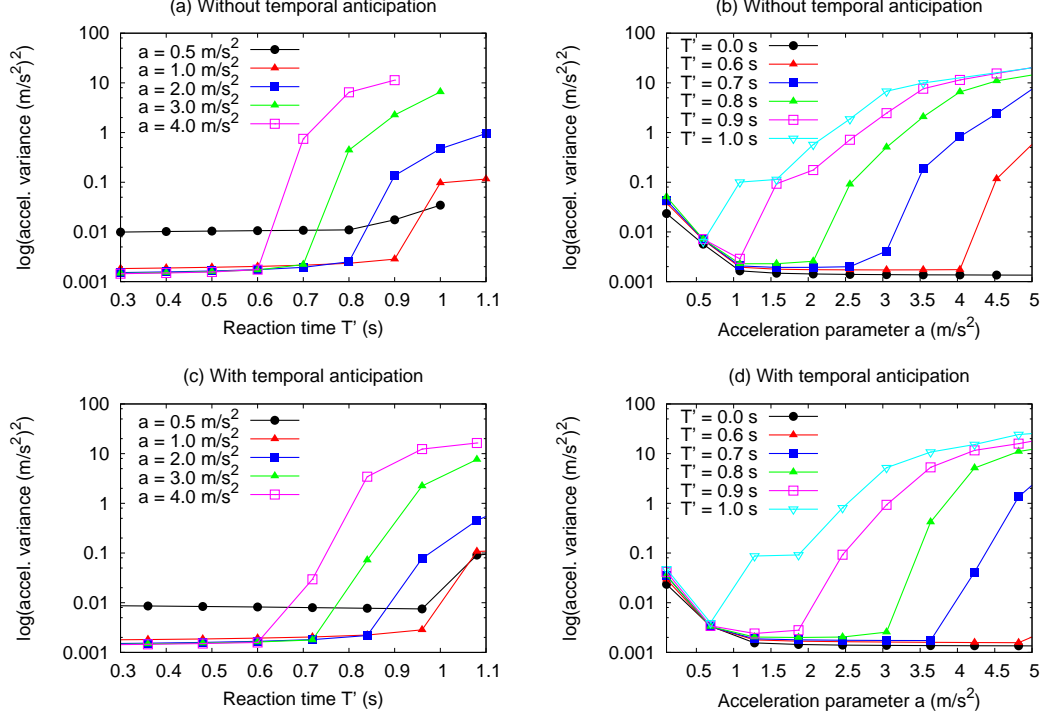 (a) Without temporal anticipation
log(accel. variance (m/s²)²)
100
10
1
0.1
0.01
0.001
a = 0.5 m/s²
a = 1.0 m/s²
a = 2.0 m/s²
a = 3.0 m/s²
a = 4.0 m/s²
0.3 0.4 0.5 0.6 0.7 0.8 0.9 1 1.1
Reaction time T' (s)
(b) Without temporal anticipation
log(accel. variance (m/s²)²)
100
10
1
0.1
0.01
0.001
T' = 0.0 s
T' = 0.6 s
T' = 0.7 s
T' = 0.8 s
T' = 0.9 s
T' = 1.0 s
0.5 1 1.5 2 2.5 3 3.5 4 4.5 5
Acceleration parameter a (m/s²)
(c) With temporal anticipation
log(accel. variance (m/s²)²)
100
10
1
0.1
0.01
0.001
a = 0.5 m/s²
a = 1.0 m/s²
a = 2.0 m/s²
a = 3.0 m/s²
a = 4.0 m/s²
0.3 0.4 0.5 0.6 0.7 0.8 0.9 1 1.1
Reaction time T' (s)
(d) With temporal anticipation
log(accel. variance (m/s²)²)
100
10
1
0.1
0.01
0.001
T' = 0.0 s
T' = 0.6 s
T' = 0.7 s
T' = 0.8 s
T' = 0.9 s
T' = 1.0 s
0.5 1 1.5 2 2.5 3 3.5 4 4.5 5
Acceleration parameter a (m/s²)